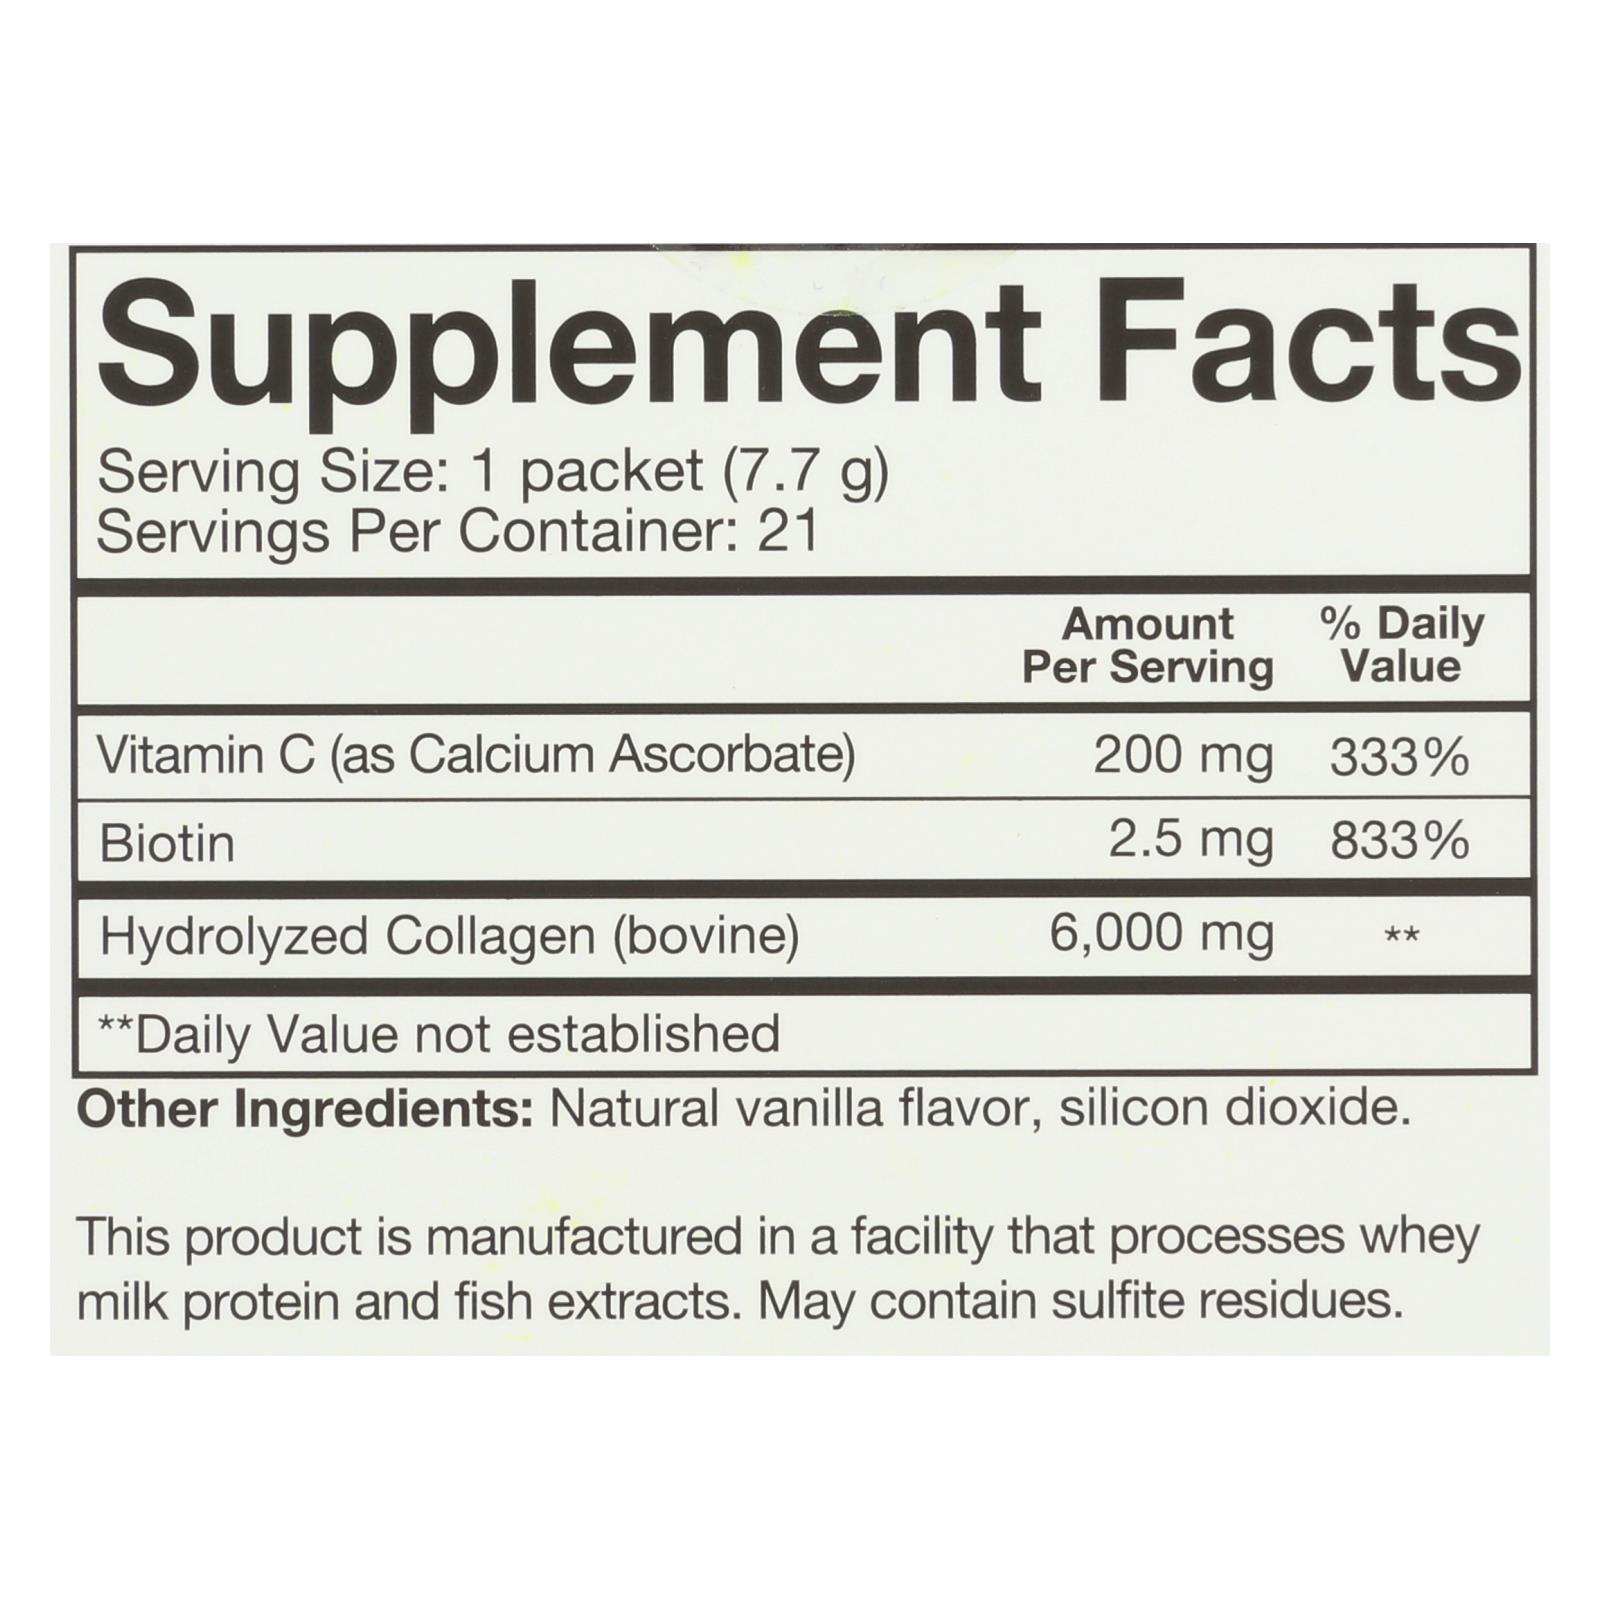 Supplement Facts
Serving Size: 1 packet (7.7 g)
Servings Per Container: 21
Amount Per Serving % Daily Value
Vitamin C (as Calcium Ascorbate) 200 mg 333%
Biotin 2.5 mg 833%
Hydrolyzed Collagen (bovine) 6,000 mg **
**Daily Value not established
Other Ingredients: Natural vanilla flavor, silicon dioxide.
This product is manufactured in a facility that processes whey
milk protein and fish extracts. May contain sulfite residues.